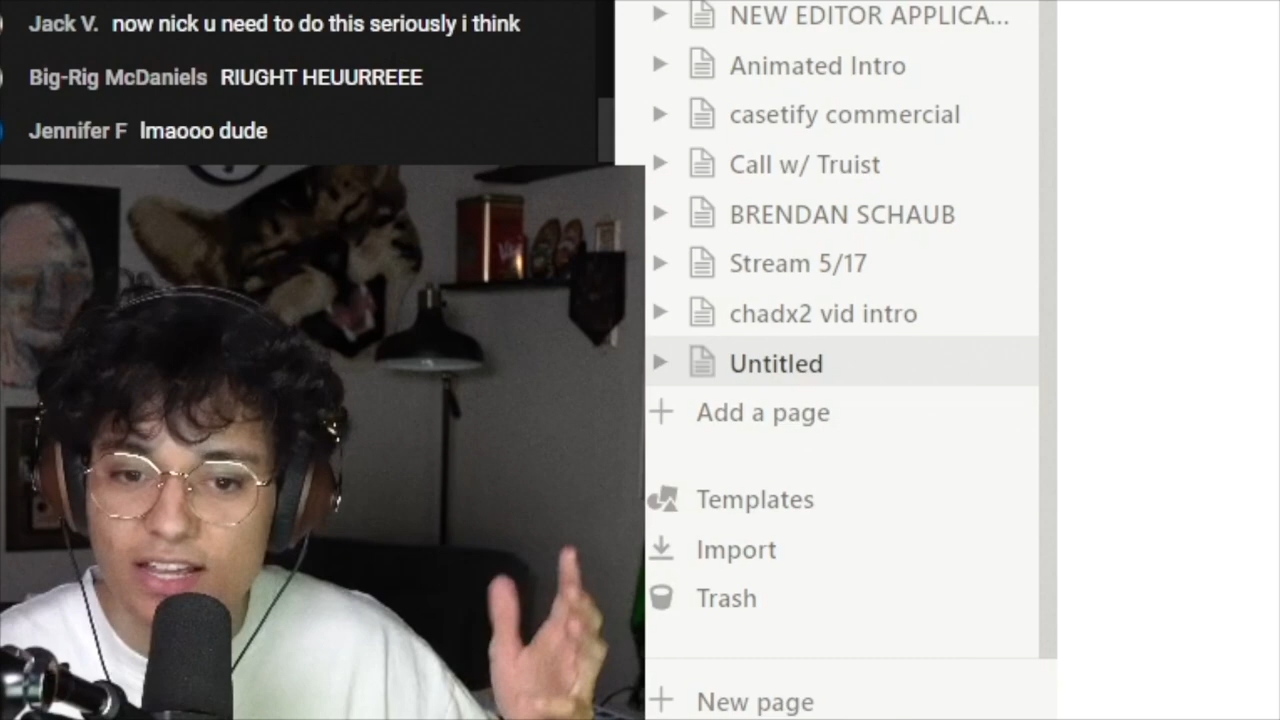 Jack V. now nick u need to do this seriously i think
Big-Rig McDaniels RIUGHT HEUURREEE
Jennifer F lmaooo dude
NEW EDITOR APPLICA...
Animated Intro
casetify commercial
Call w/ Truist
BRENDAN SCHAUB
Stream 5/17
chadx2 vid intro
Untitled
Add a page
Templates
Import
Trash
New page